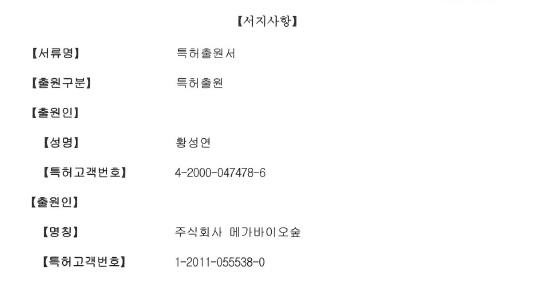 【서지사항】
【서류명】 특허출원서
【출원구분】 특허출원
【출원인】
【성명】 황성연
【특허고객번호】 4-2000-047478-6
【출원인】
【명칭】 주식회사 메가바이오숲
【특허고객번호】 1-2011-055538-0